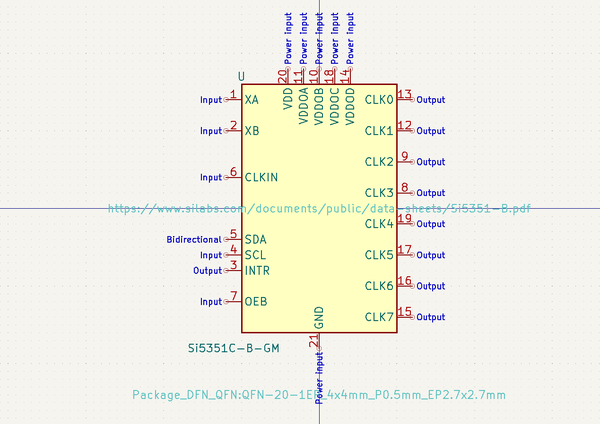 Power input Power input Power input Power input Power input
20 11 10 18 14
U
VDD VDDOA VDDOB VDDOC VDDOD
Input 1 XA CLK0 13 Output
Input 2 XB CLK1 12 Output
CLK2 9 Output
Input 6 CLKIN
CLK3 8 Output
https://www.silabs.com/documents/public/data-sheets/Si5351-B.pdf
CLK4 19 Output
Bidirectional 5 SDA
Input 4 SCL CLK5 17 Output
Output 3 INTR
CLK6 16 Output
Input 7 OEB
GND CLK7 15 Output
21
Si5351C-B-GM
Power input
Package_DFN_QFN:QFN-20-1EP_4x4mm_P0.5mm_EP2.7x2.7mm